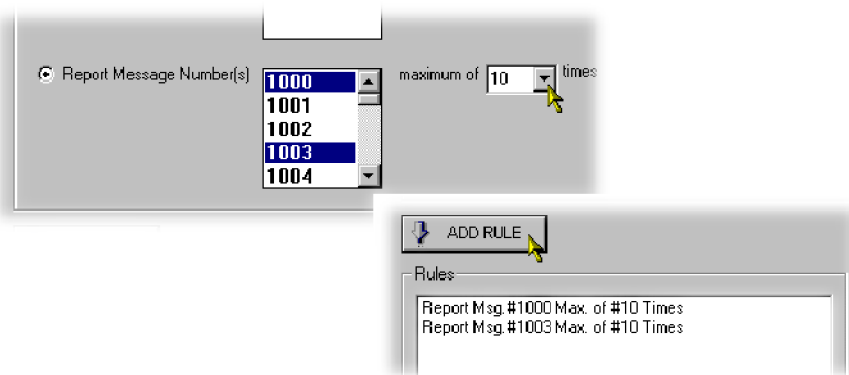 Report Message Number(s) maximum of 10 times
1000
1001
1002
1003
1004
ADD RULE
Rules
Report Msg.#1000 Max. of #10 Times
Report Msg.#1003 Max. of #10 Times